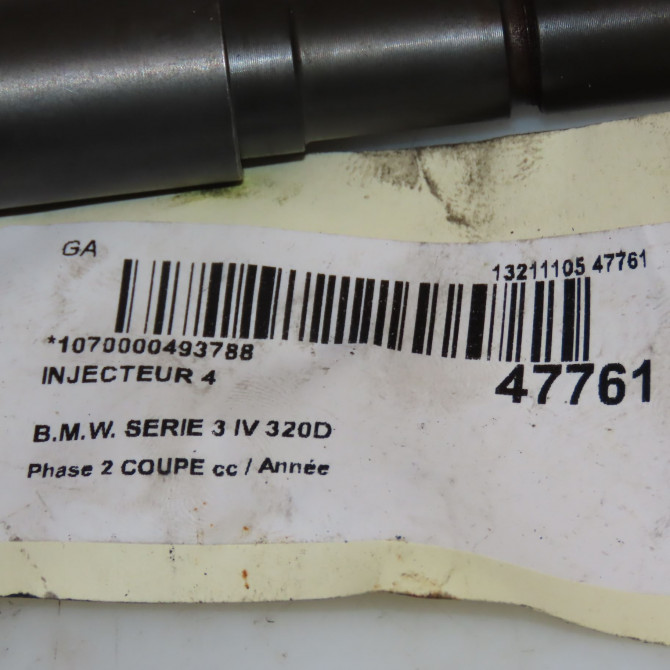 GA
13211105 47761
*1070000493788
INJECTEUR 4
47761
B.M.W. SERIE 3 IV 320D
Phase 2 COUPE cc / Année